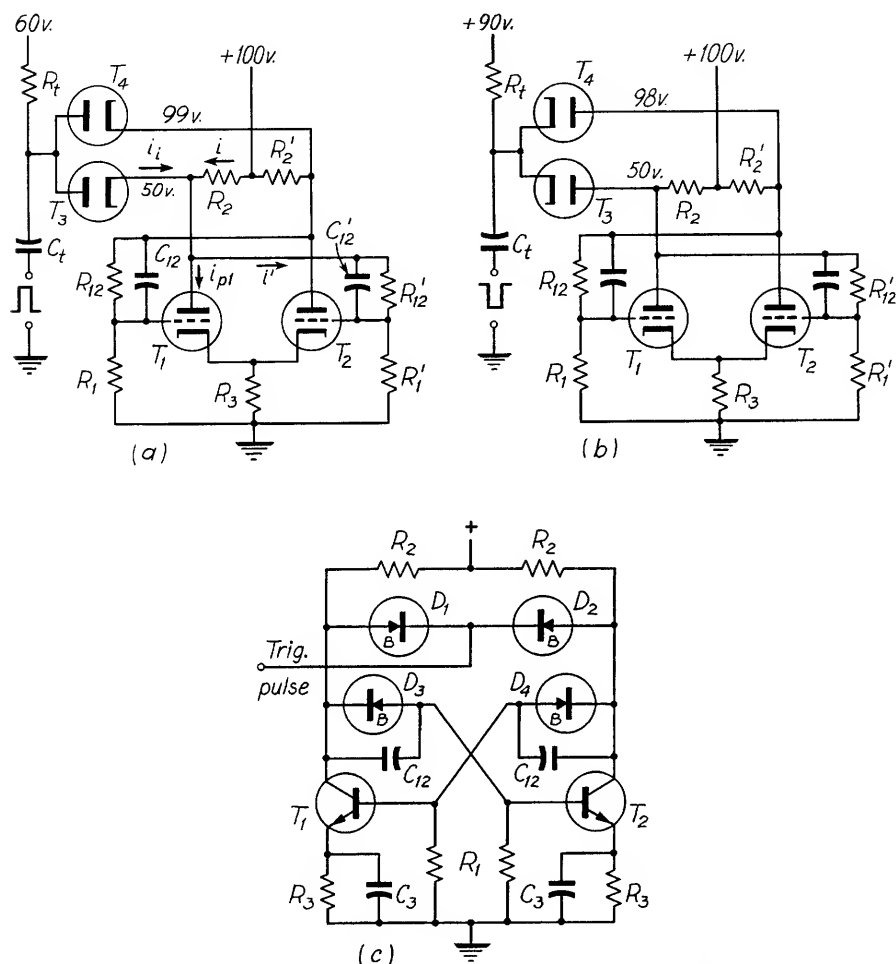 60v.
+100v.
R_t
T_4
99v.
i_i
i
R_2'
50v.
R_2
T_3
C_t
C_12
C_12'
R_12
i_p1
i'
R_12'
T_1
T_2
R_1
R_3
R_1'
(a)
+90v.
+100v.
R_t
T_4
98v.
50v.
R_2'
R_2
T_3
C_t
R_12
R_12'
T_1
T_2
R_1
R_3
R_1'
(b)
+
R_2
R_2
D_1
D_2
B
B
Trig.
pulse
D_3
D_4
B
B
C_12
C_12
T_1
T_2
R_1
R_3
C_3
C_3
R_3
(c)